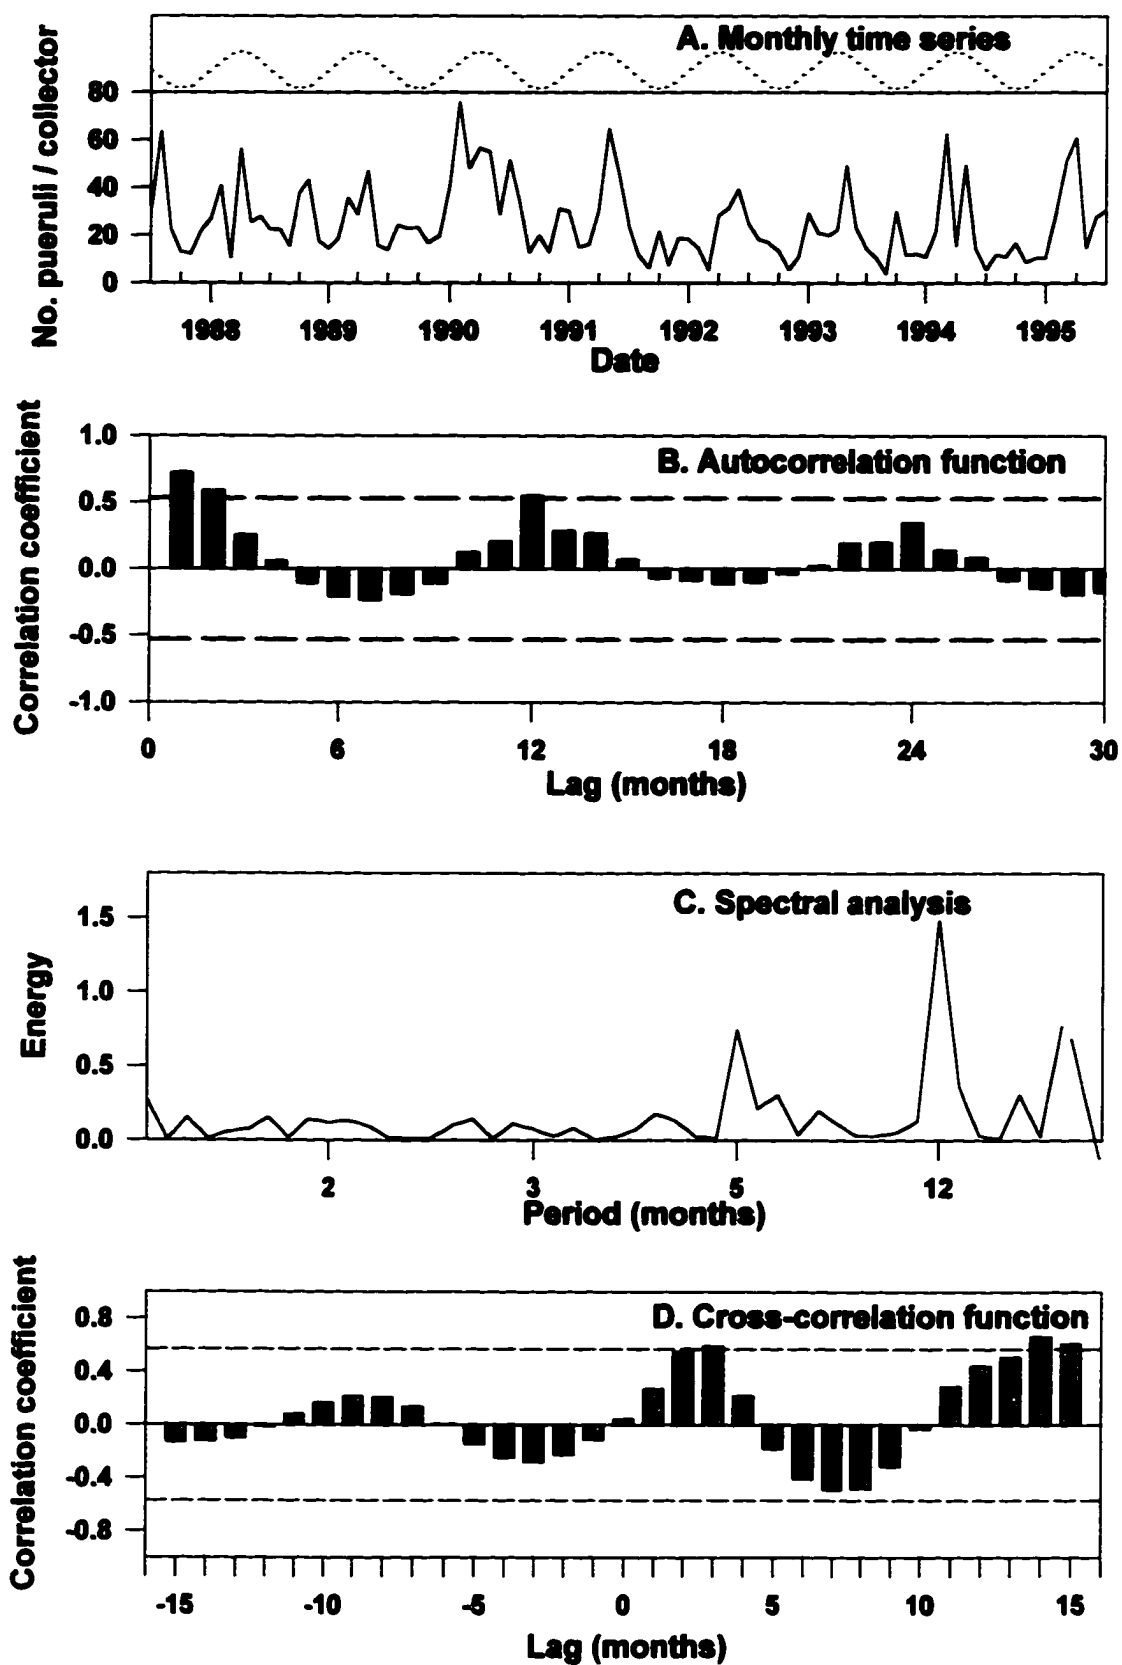 A. Monthly time series
No. pueruli / collector
80
60
40
20
0
1988 1989 1990 1991 1992 1993 1994 1995
Date
B. Autocorrelation function
Correlation coefficient
1.0
0.5
0.0
-0.5
-1.0
0 6 12 18 24 30
Lag (months)
C. Spectral analysis
Energy
1.5
1.0
0.5
0.0
2 3 5 12
Period (months)
D. Cross-correlation function
Correlation coefficient
0.8
0.4
0.0
-0.4
-0.8
-15 -10 -5 0 5 10 15
Lag (months)